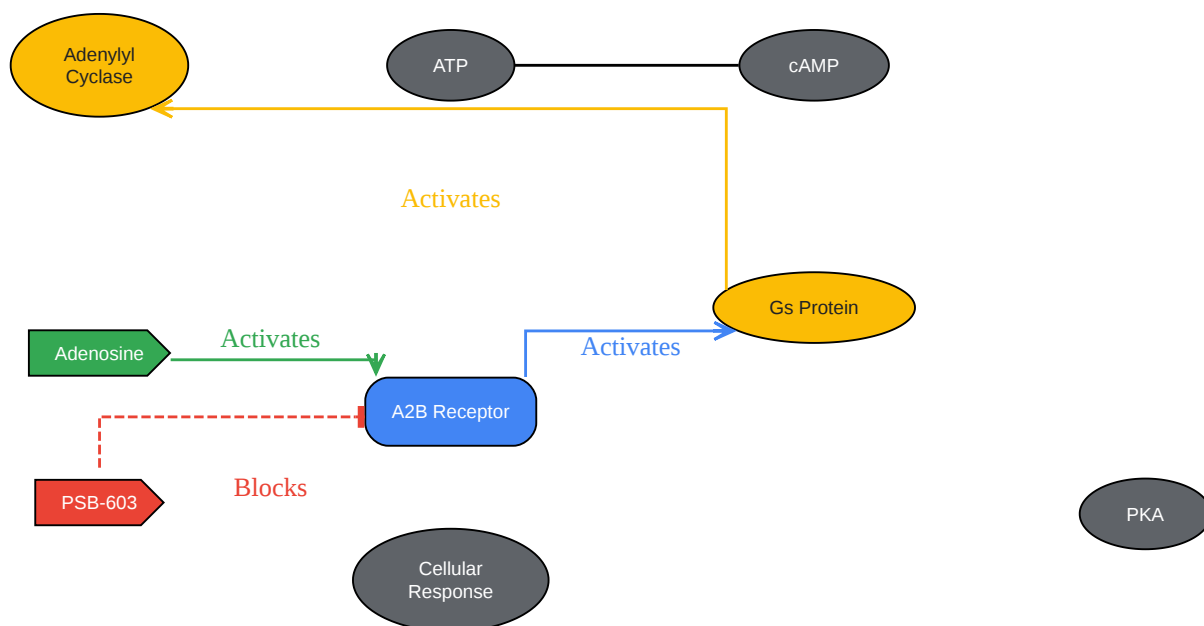 Adenylyl
Cyclase
ATP
cAMP
Activates
Gs Protein
Adenosine
Activates
Activates
A2B Receptor
PSB-603
Blocks
PKA
Cellular
Response